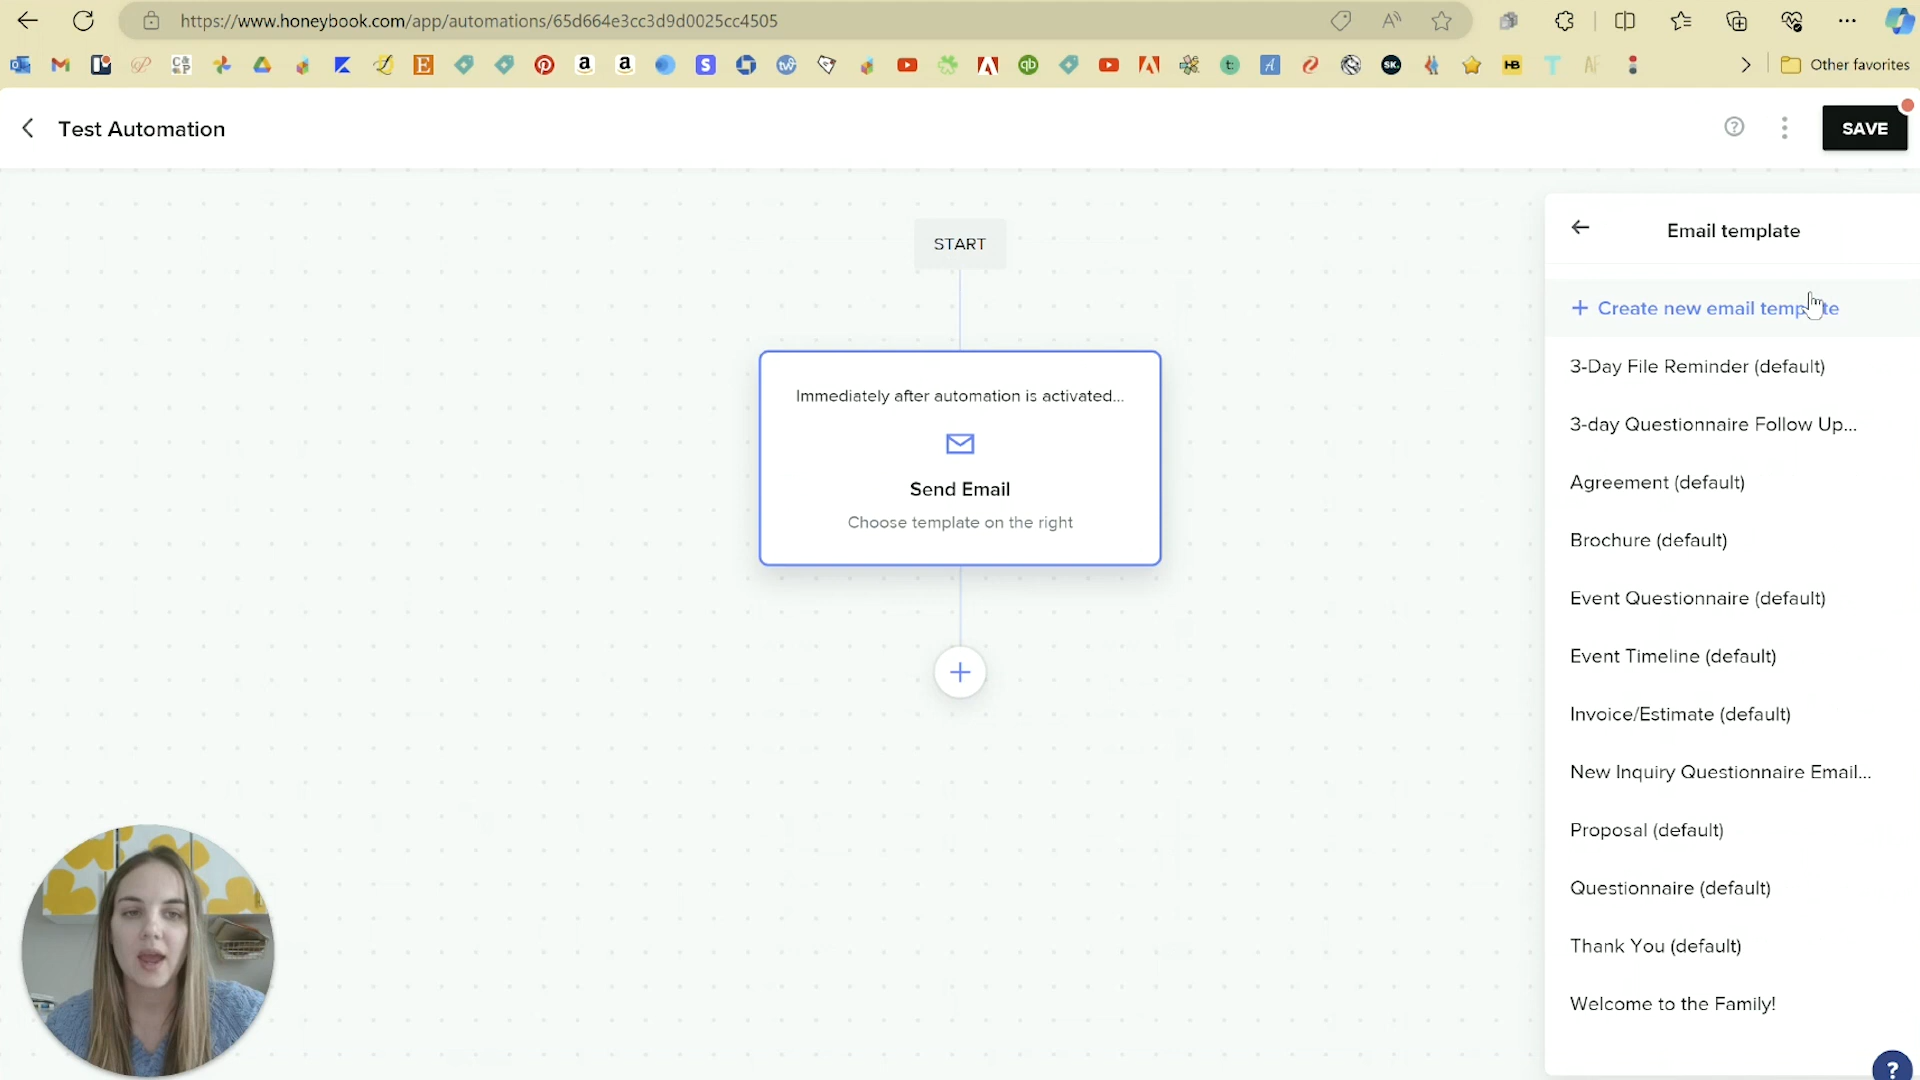 https://www.honeybook.com/app/automations/65d664e3cc3d9d0025cc4505
Other favorites
Test Automation
SAVE
START
Immediately after automation is activated...
Send Email
Choose template on the right
Email template
+ Create new email template
3-Day File Reminder (default)
3-day Questionnaire Follow Up...
Agreement (default)
Brochure (default)
Event Questionnaire (default)
Event Timeline (default)
Invoice/Estimate (default)
New Inquiry Questionnaire Email...
Proposal (default)
Questionnaire (default)
Thank You (default)
Welcome to the Family!